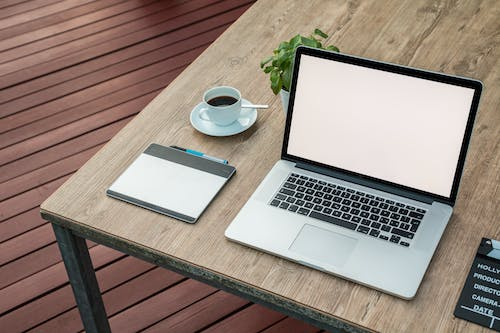 HOLLY
PRODUC
DIRECTO
CAMERA
DATE